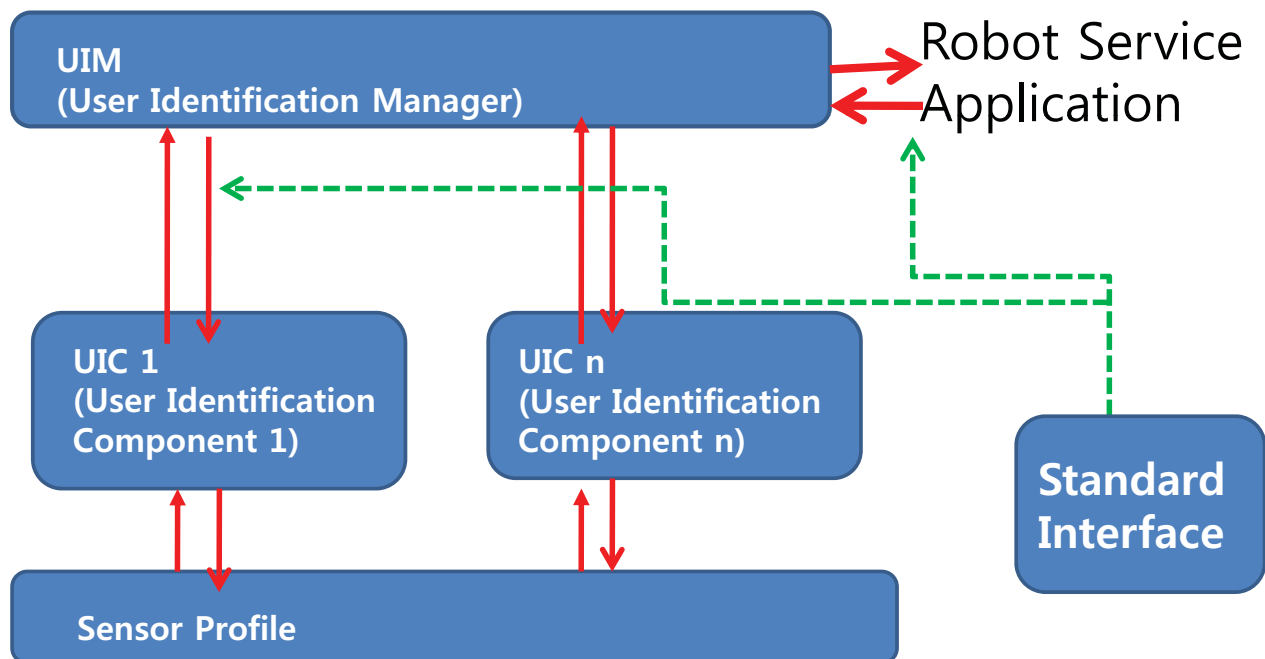 UIM
(User Identification Manager)
Robot Service
Application
UIC 1
(User Identification
Component 1)
UIC n
(User Identification
Component n)
Standard
Interface
Sensor Profile